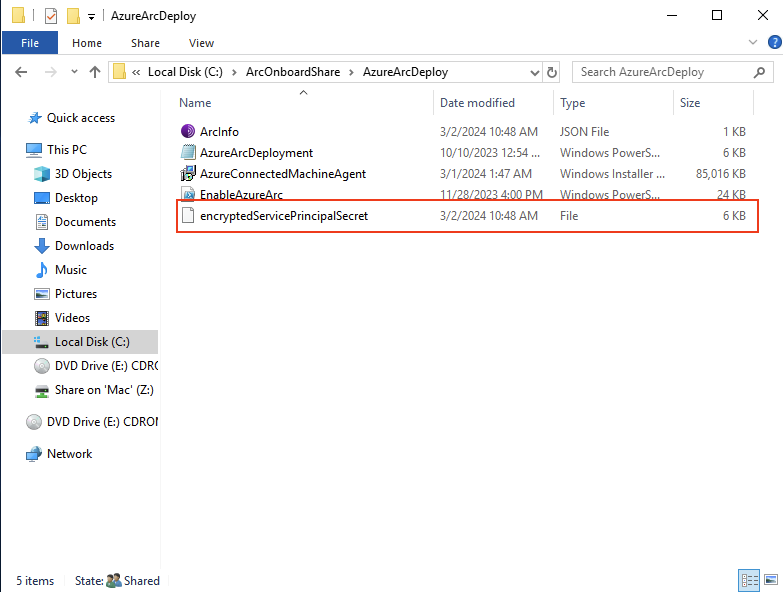 AzureArcDeploy
File Home Share View
« Local Disk (C:) > ArcOnboardShare > AzureArcDeploy Search AzureArcDeploy
Name Date modified Type Size
Quick access
This PC
3D Objects
Desktop
Documents
Downloads
Music
Pictures
Videos
Local Disk (C:)
DVD Drive (E:) CDRO
Share on 'Mac' (Z:)
DVD Drive (E:) CDROM
Network
ArcInfo 3/2/2024 10:48 AM JSON File 1 KB
AzureArcDeployment 10/10/2023 12:54 ... Windows PowerS... 6 KB
AzureConnectedMachineAgent 3/1/2024 1:47 AM Windows Installer ... 85,016 KB
EnableAzureArc 11/28/2023 4:00 PM Windows PowerS... 24 KB
encryptedServicePrincipalSecret 3/2/2024 10:48 AM File 6 KB
5 items State: Shared